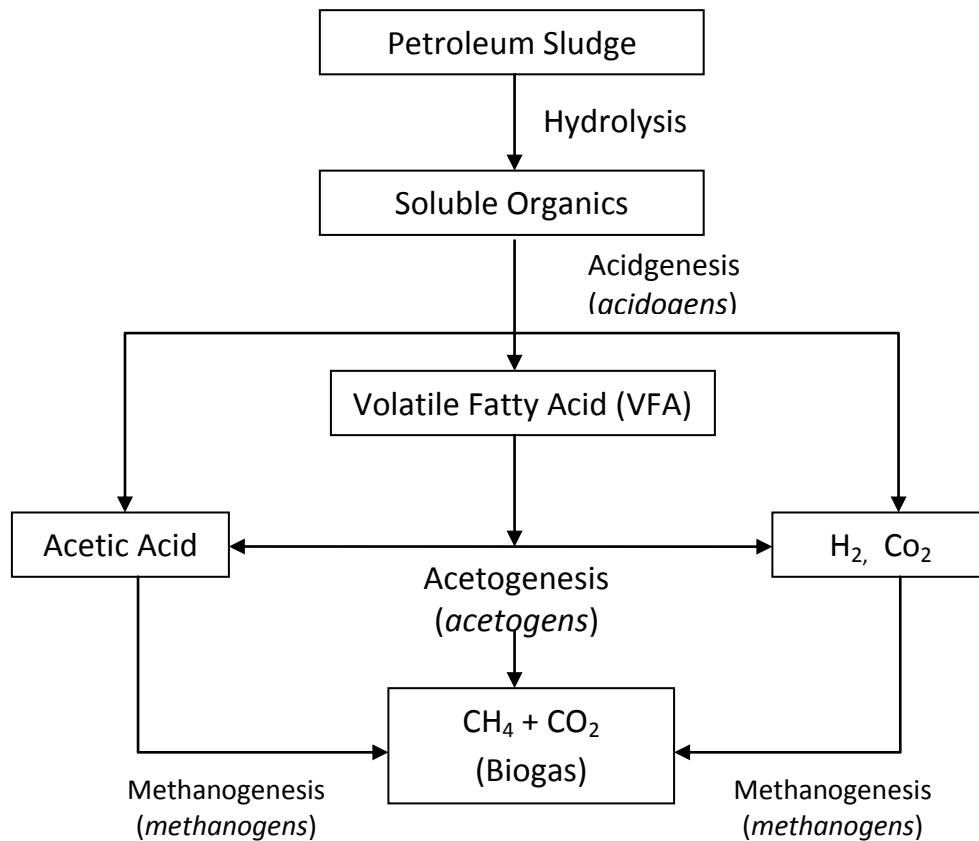 Petroleum Sludge
Hydrolysis
Soluble Organics
Acidgenesis
(acidogens)
Volatile Fatty Acid (VFA)
Acetic Acid
H₂, Co₂
Acetogenesis
(acetogens)
CH₄ + CO₂
(Biogas)
Methanogenesis
(methanogens)
Methanogenesis
(methanogens)